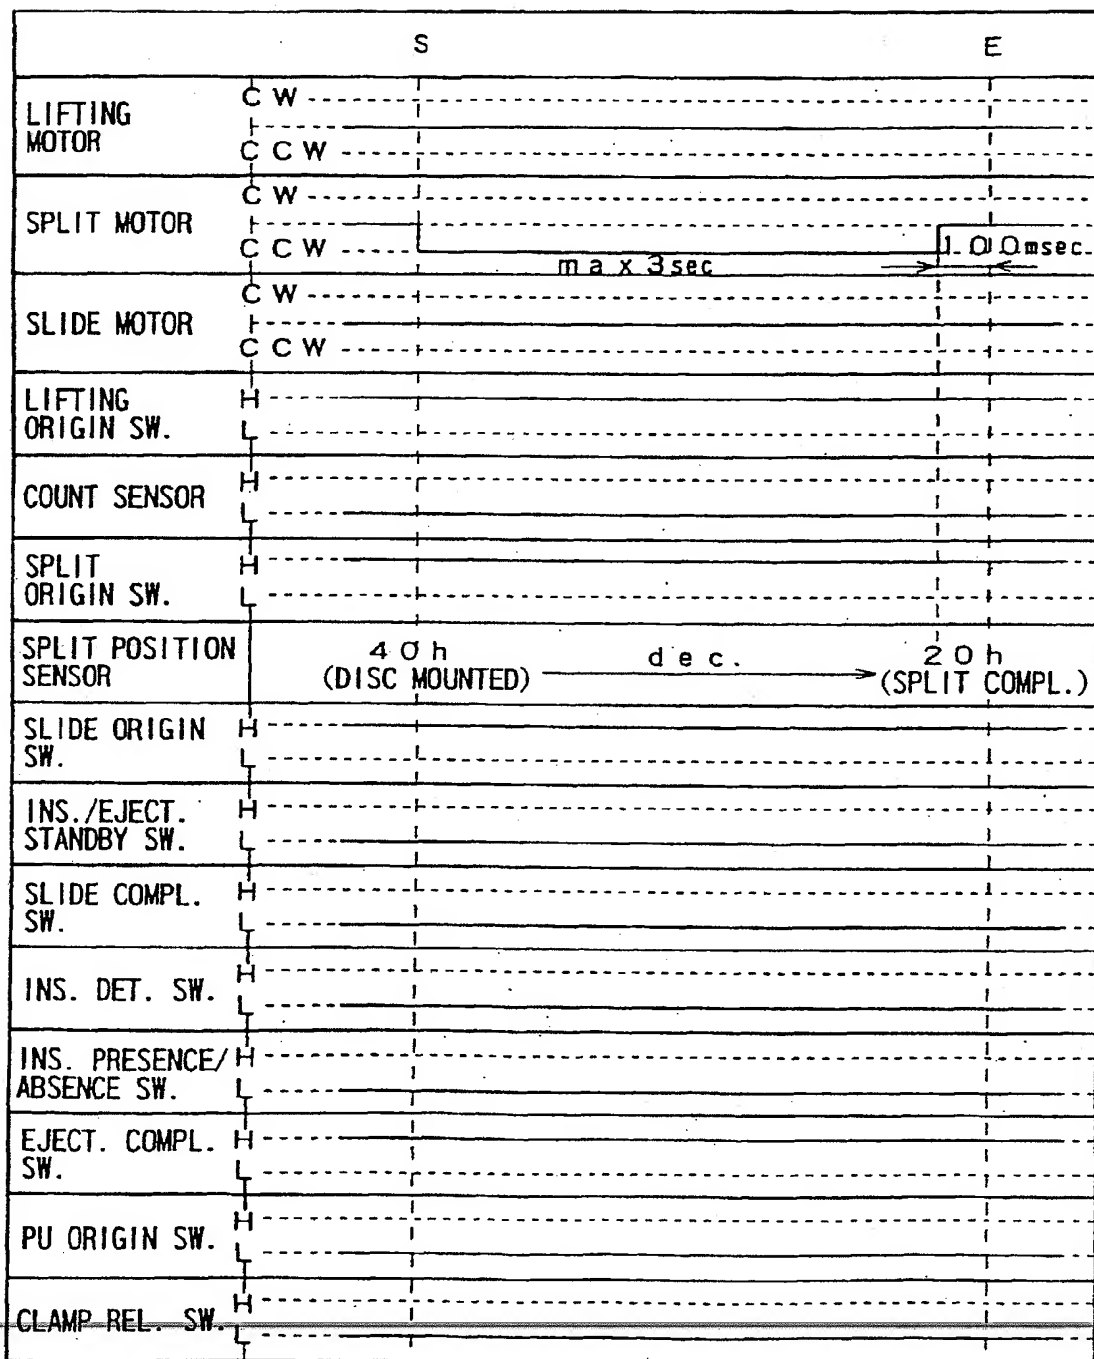 S E
LIFTING
MOTOR
CW
CCW
SPLIT MOTOR
CW
CCW
max 3sec
100msec.
SLIDE MOTOR
CW
CCW
LIFTING
ORIGIN SW.
H
L
COUNT SENSOR
H
L
SPLIT
ORIGIN SW.
H
L
SPLIT POSITION
SENSOR
40h
(DISC MOUNTED)
dec.
20h
(SPLIT COMPL.)
SLIDE ORIGIN
SW.
H
L
INS./EJECT.
STANDBY SW.
H
L
SLIDE COMPL.
SW.
H
L
INS. DET. SW.
H
L
INS. PRESENCE/
ABSENCE SW.
H
L
EJECT. COMPL.
SW.
H
L
PU ORIGIN SW.
H
L
CLAMP REL. SW.
H
L